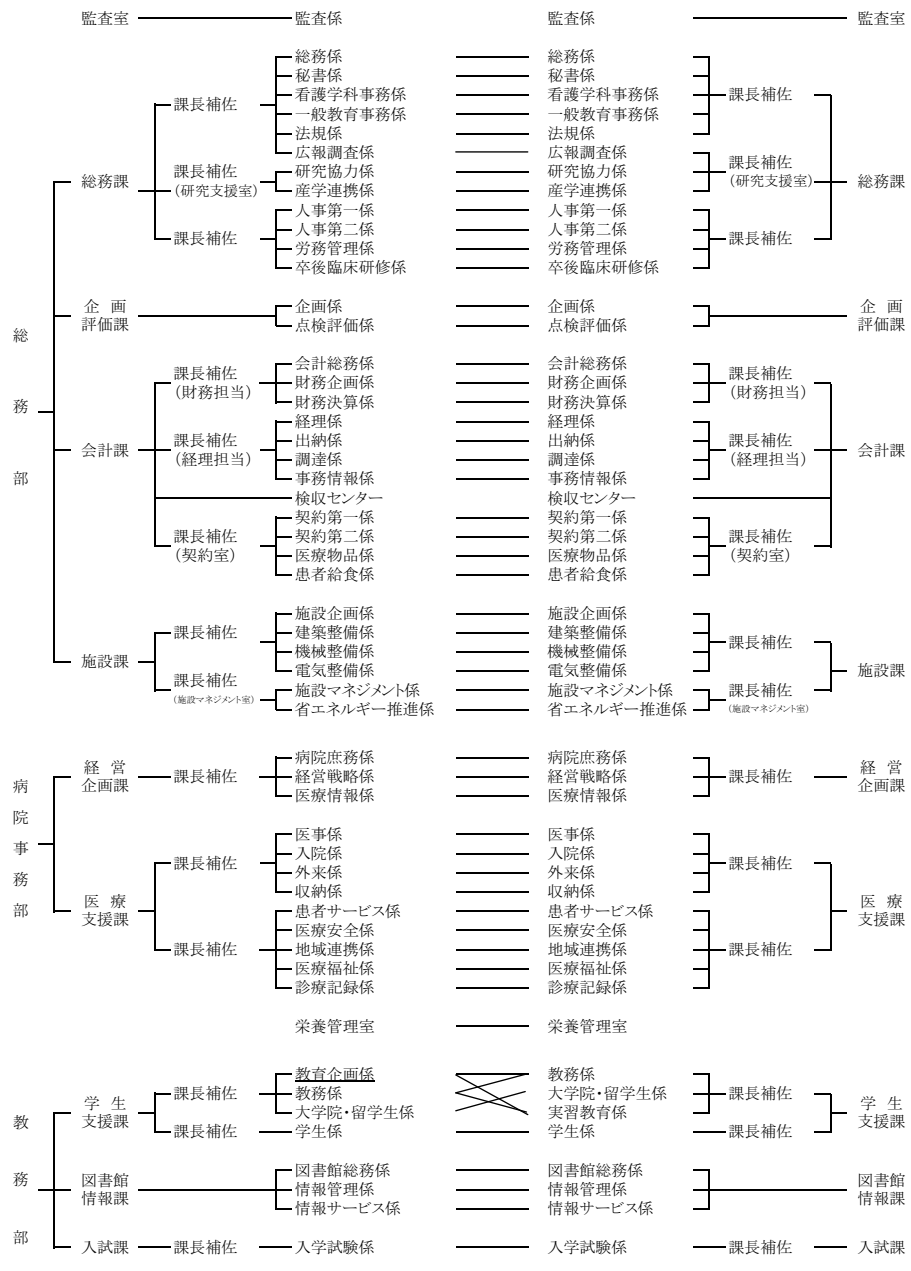 監査室 監査係 監査係 監査室
総務係 総務係
秘書係 秘書係
看護学科事務係 看護学科事務係
課長補佐 課長補佐
一般教育事務係 一般教育事務係
法規係 法規係
広報調査係 広報調査係
課長補佐 研究協力係 研究協力係 課長補佐
総務課 総務課
(研究支援室) 産学連携係 産学連携係 (研究支援室)
人事第一係 人事第一係
人事第二係 人事第二係
課長補佐 課長補佐
労務管理係 労務管理係
卒後臨床研修係 卒後臨床研修係
企画 企画係 企画係 企画
評価課 点検評価係 点検評価係 評価課
総務部
会計総務係 会計総務係
課長補佐 財務企画係 財務企画係 課長補佐
(財務担当) 財務決算係 財務決算係 (財務担当)
経理係 経理係
課長補佐 出納係 出納係 課長補佐
会計課 会計課
(経理担当) 調達係 調達係 (経理担当)
事務情報係 事務情報係
検収センター 検収センター
契約第一係 契約第一係
課長補佐 契約第二係 契約第二係 課長補佐
(契約室) 医療物品係 医療物品係 (契約室)
患者給食係 患者給食係
施設企画係 施設企画係
課長補佐 建築整備係 建築整備係 課長補佐
施設課 機械整備係 機械整備係 施設課
課長補佐 電気整備係 電気整備係 課長補佐
(施設マネジメント室) 施設マネジメント係 施設マネジメント係 (施設マネジメント室)
省エネルギー推進係 省エネルギー推進係
病院事務部
病院庶務係 病院庶務係
経営 経営
課長補佐 経営戦略係 経営戦略係 課長補佐
企画課 企画課
医療情報係 医療情報係
医事係 医事係
入院係 入院係
課長補佐 課長補佐
外来係 外来係
収納係 収納係
医療 患者サービス係 患者サービス係 医療
支援課 医療安全係 医療安全係 支援課
課長補佐 地域連携係 地域連携係 課長補佐
医療福祉係 医療福祉係
診療記録係 診療記録係
栄養管理室 栄養管理室
教務部
教育企画係 教務係
課長補佐 教務係 大学院・留学生係 課長補佐
学生 学生
支援課 大学院・留学生係 実習教育係 支援課
課長補佐 学生係 学生係 課長補佐
図書館総務係 図書館総務係
図書館 情報管理係 情報管理係 図書館
情報課 情報サービス係 情報サービス係 情報課
入試課 課長補佐 入学試験係 入学試験係 課長補佐 入試課